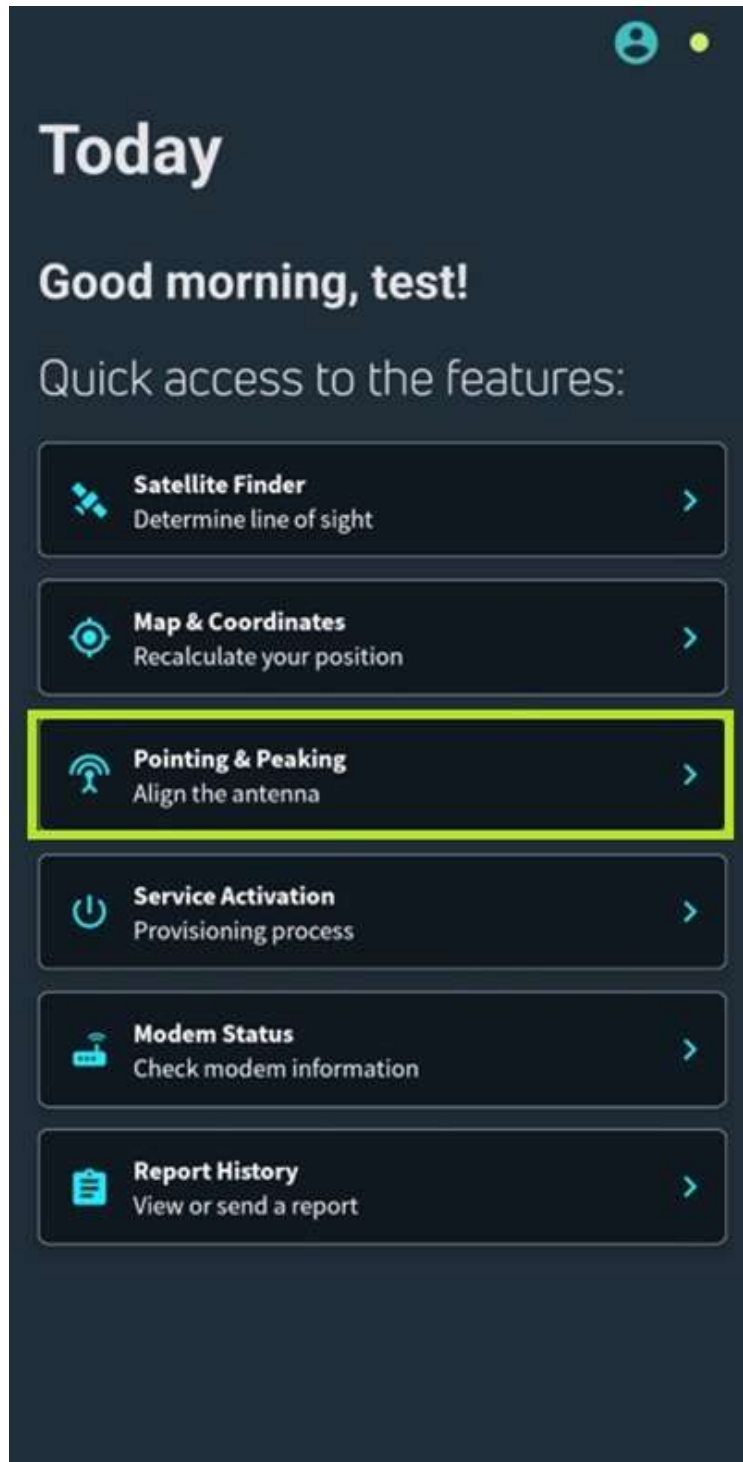 Today
Good morning, test!
Quick access to the features:
Satellite Finder
Determine line of sight
Map & Coordinates
Recalculate your position
Pointing & Peaking
Align the antenna
Service Activation
Provisioning process
Modem Status
Check modem information
Report History
View or send a report